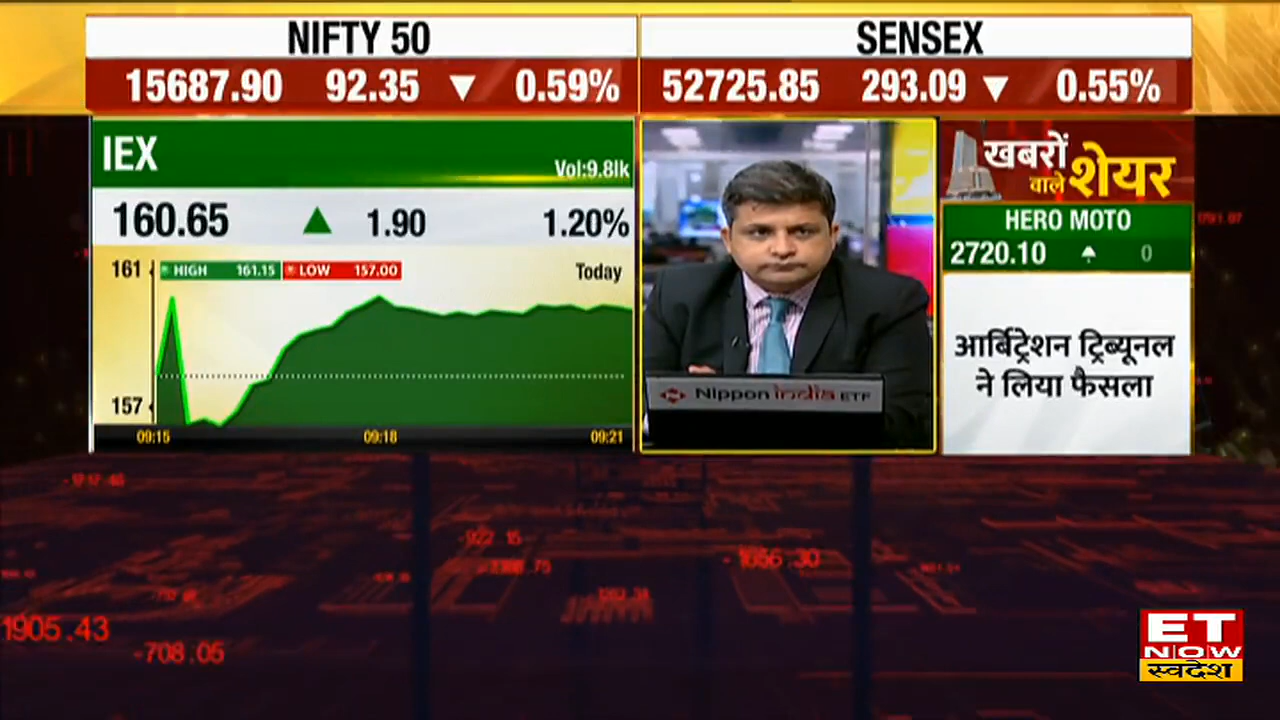 NIFTY 50
15687.90 92.35 ▼ 0.59%
SENSEX
52725.85 293.09 ▼ 0.55%
IEX
Vol:9.8lk
160.65 ▲ 1.90 1.20%
161
HIGH 161.15 LOW 157.00
Today
157
09:15 09:18 09:21
Nippon india ETF
खबरों
वाले शेयर
HERO MOTO
2720.10 ▲ 0
आर्बिट्रेशन ट्रिब्यूनल
ने लिया फैसला
-922.15
-1656.30
1905.43
-708.05
ET
NOW
स्वदेश